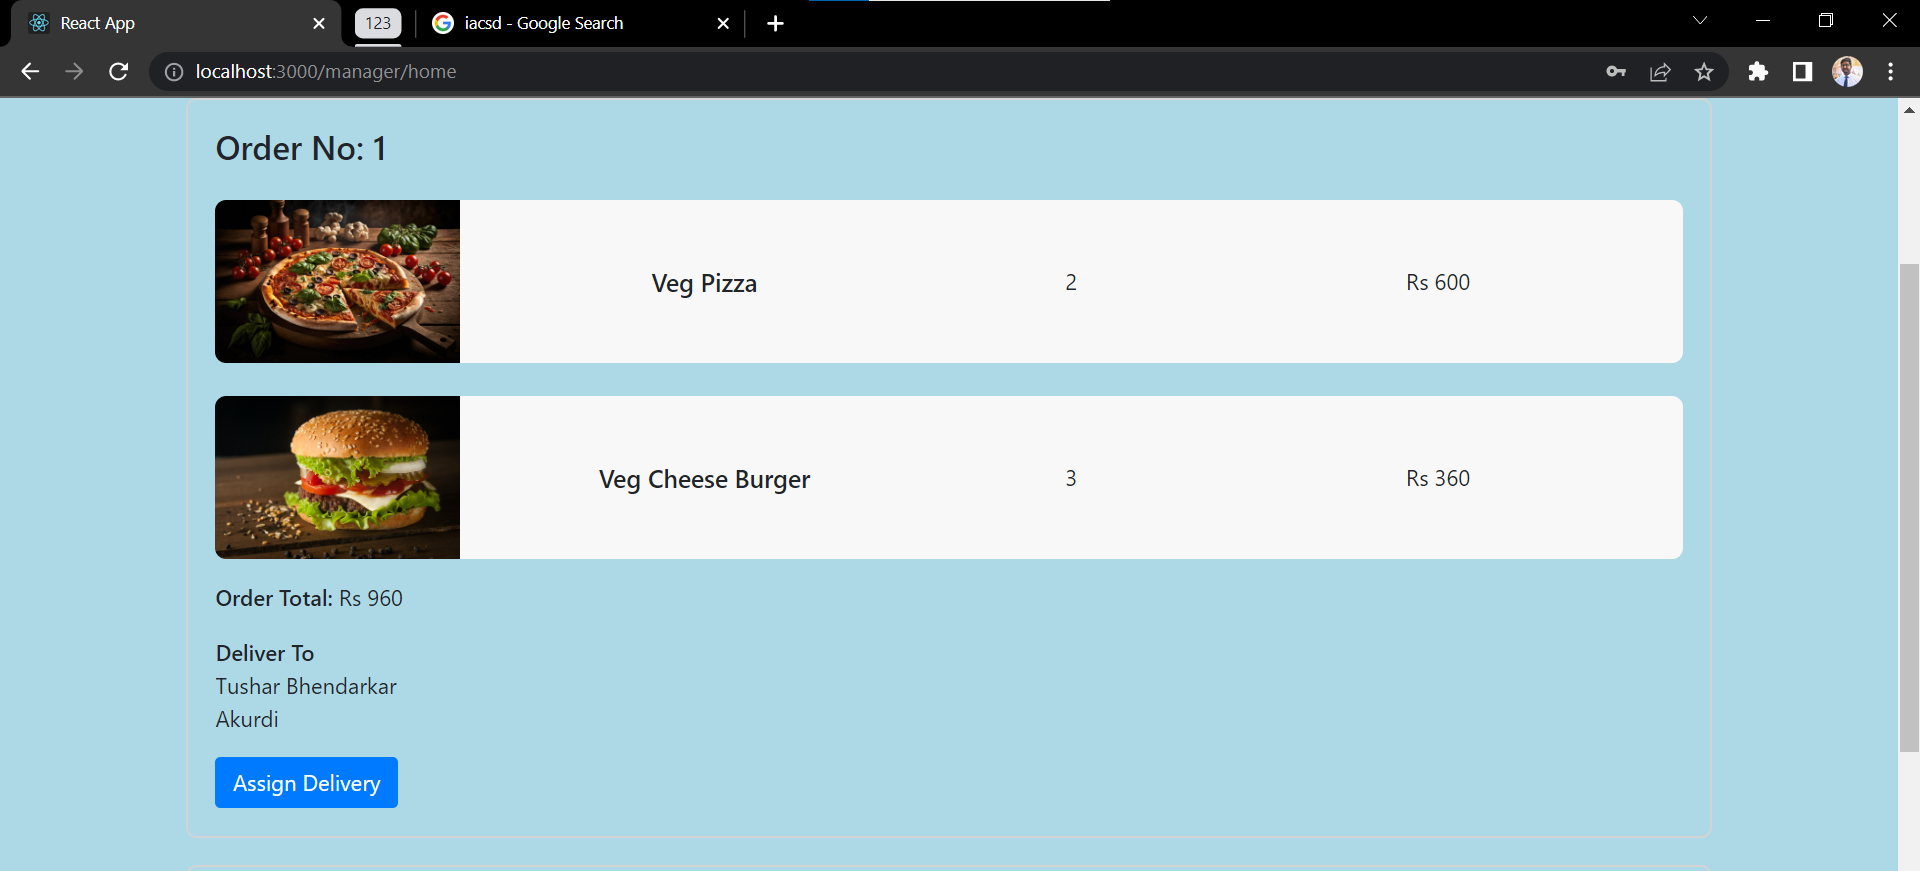 React App
123
iacsd - Google Search
localhost:3000/manager/home
Order No: 1
Veg Pizza
2
Rs 600
Veg Cheese Burger
3
Rs 360
Order Total: Rs 960
Deliver To
Tushar Bhendarkar
Akurdi
Assign Delivery